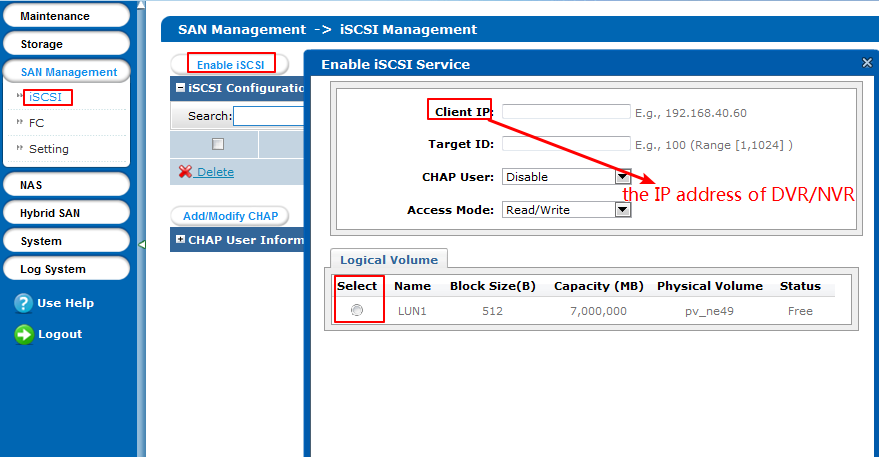 Maintenance
Storage
SAN Management
iSCSI
FC
Setting
NAS
Hybrid SAN
System
Log System
Use Help
Logout
SAN Management -> iSCSI Management
Enable iSCSI
iSCSI Configuratio
Search:
Delete
Add/Modify CHAP
CHAP User Inform
Enable iSCSI Service
Client IP: E.g., 192.168.40.60
Target ID: E.g., 100 (Range [1,1024] )
CHAP User: Disable
the IP address of DVR/NVR
Access Mode: Read/Write
Logical Volume
Select Name Block Size(B) Capacity (MB) Physical Volume Status
LUN1 512 7,000,000 pv_ne49 Free